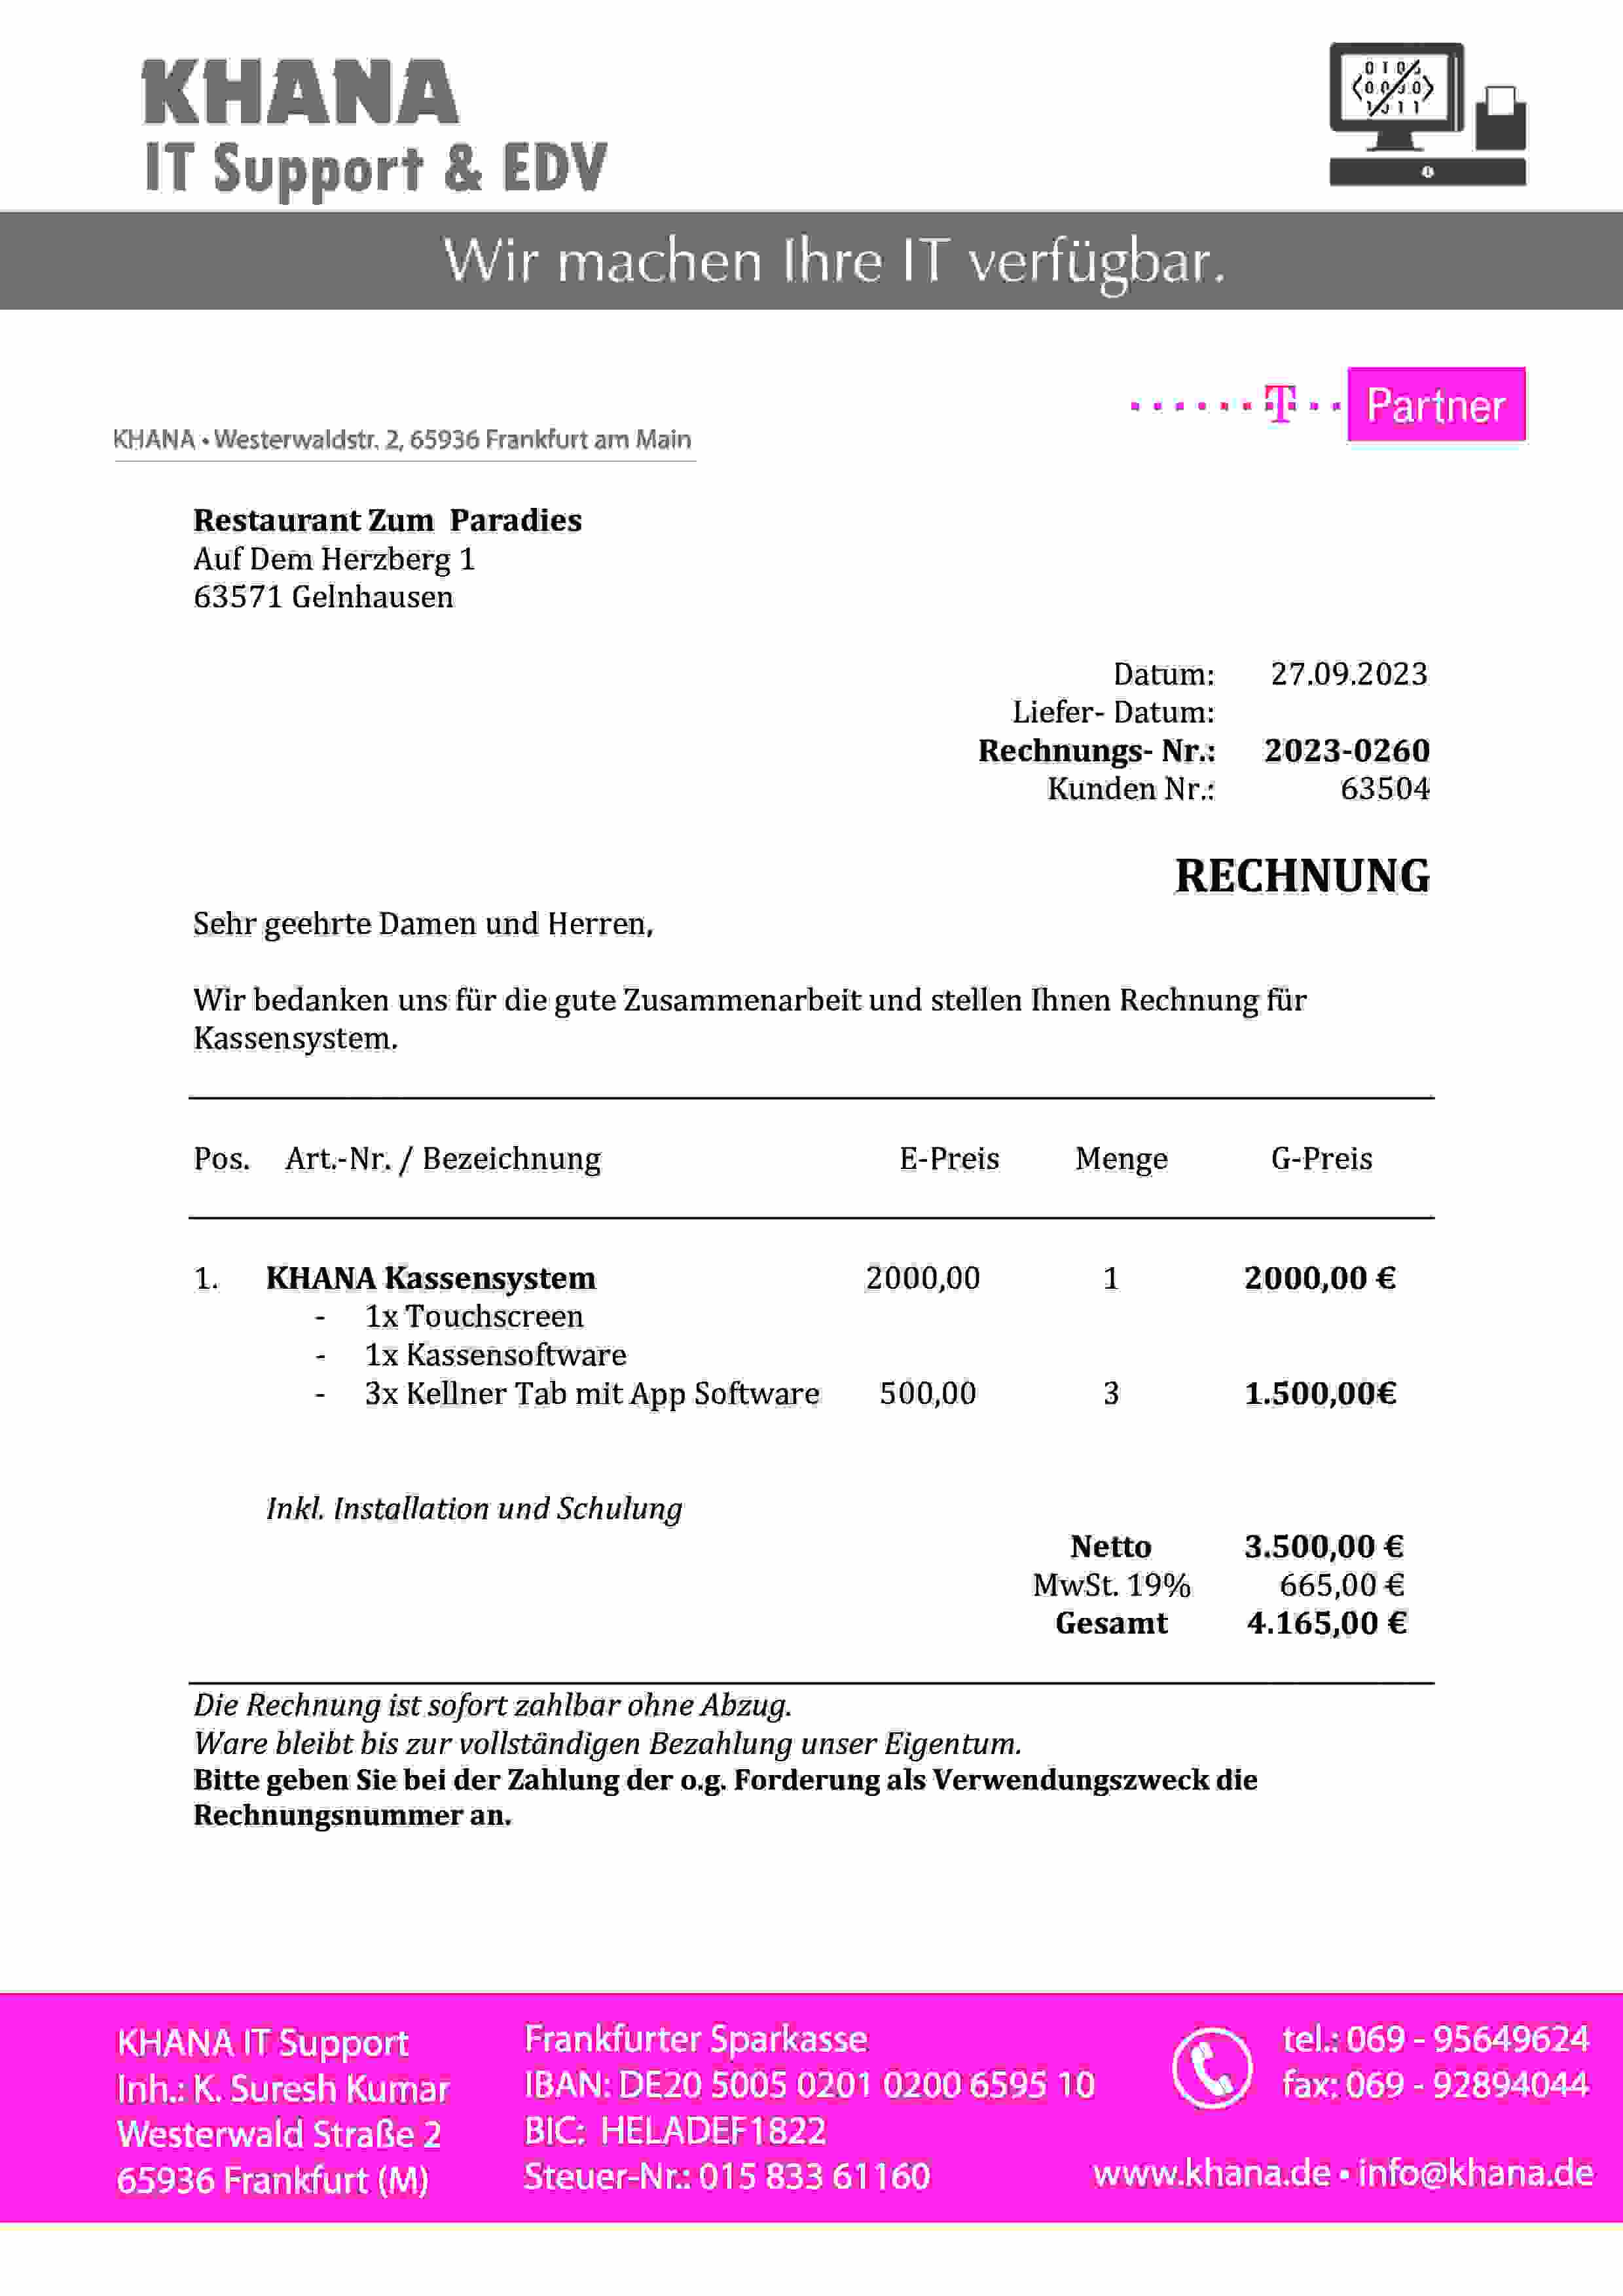 KHANA
IT Support & EDV
Wir machen Ihre IT verfügbar.
T Partner
KHANA • Westerwaldstr. 2, 65936 Frankfurt am Main
Restaurant Zum Paradies
Auf Dem Herzberg 1
63571 Gelnhausen
Datum: 27.09.2023
Liefer- Datum:
Rechnungs- Nr.: 2023-0260
Kunden Nr.: 63504
RECHNUNG
Sehr geehrte Damen und Herren,
Wir bedanken uns für die gute Zusammenarbeit und stellen Ihnen Rechnung für
Kassensystem.
Pos. Art.-Nr. / Bezeichnung E-Preis Menge G-Preis
1. KHANA Kassensystem 2000,00 1 2000,00 €
- 1x Touchscreen
- 1x Kassensoftware
- 3x Kellner Tab mit App Software 500,00 3 1.500,00€
Inkl. Installation und Schulung
Netto 3.500,00 €
MwSt. 19% 665,00 €
Gesamt 4.165,00 €
Die Rechnung ist sofort zahlbar ohne Abzug.
Ware bleibt bis zur vollständigen Bezahlung unser Eigentum.
Bitte geben Sie bei der Zahlung der o.g. Forderung als Verwendungszweck die
Rechnungsnummer an.
KHANA IT Support
Inh.: K. Suresh Kumar
Westerwald Straße 2
65936 Frankfurt (M)
Frankfurter Sparkasse
IBAN: DE20 5005 0201 0200 6595 10
BIC: HELADEF1822
Steuer-Nr.: 015 833 61160
tel.: 069 - 95649624
fax: 069 - 92894044
www.khana.de • info@khana.de